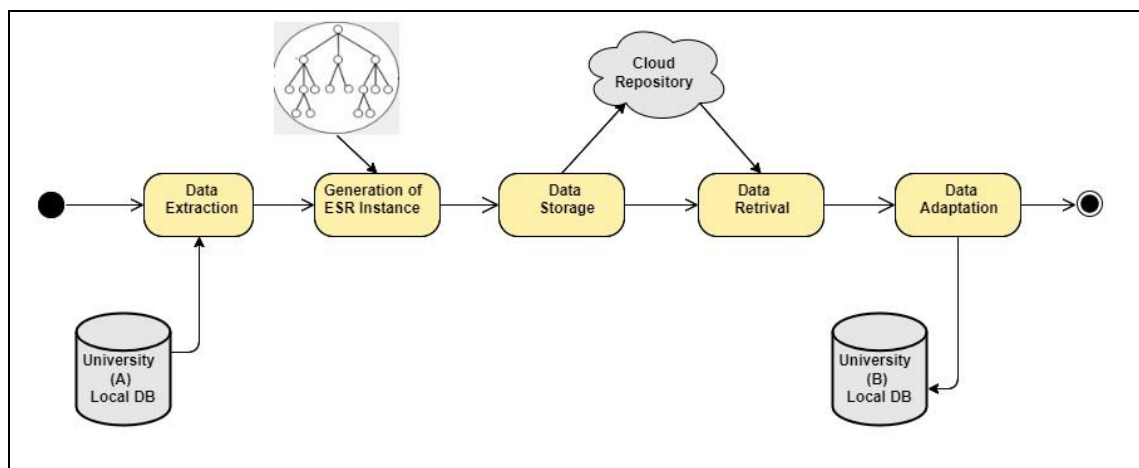 Cloud
Repository
Data
Extraction
Generation of
ESR Instance
Data
Storage
Data
Retrival
Data
Adaptation
University
(A)
Local DB
University
(B)
Local DB